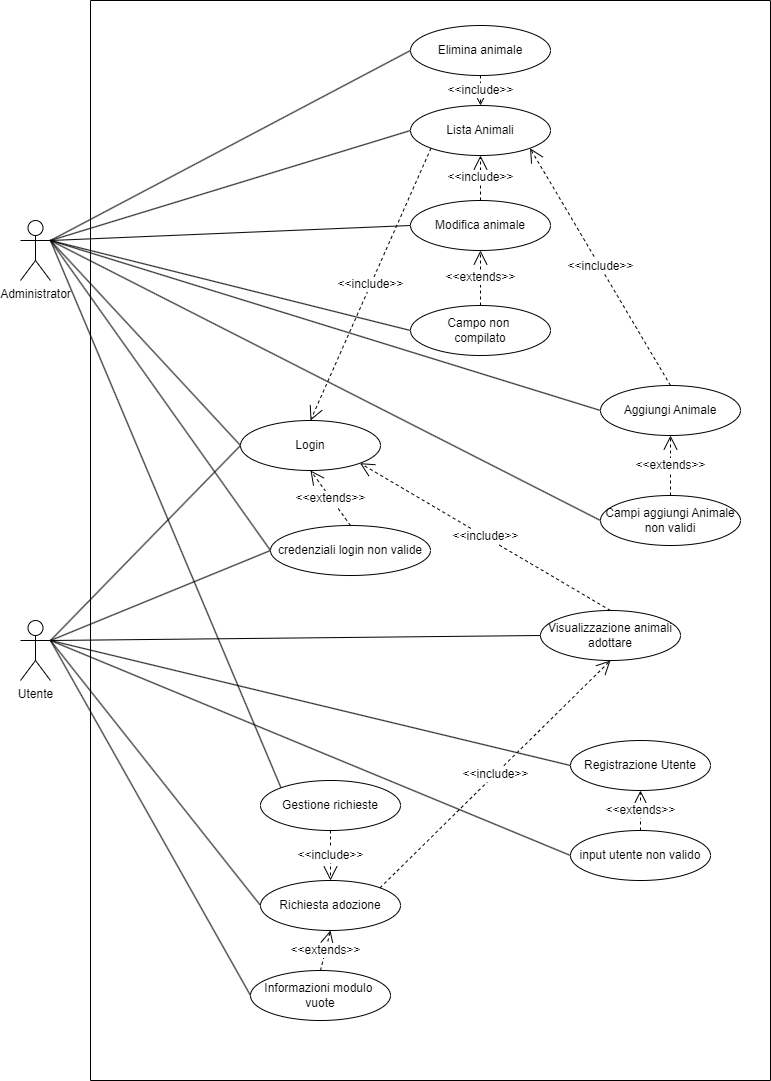 Elimina animale
<<include>>
Lista Animali
<<include>>
Modifica animale
<<include>>
<<extends>>
<<include>>
Administrator
Campo non
compilato
Aggiungi Animale
Login
<<extends>>
<<extends>>
Campi aggiungi Animale
non validi
<<include>>
credenziali login non valide
Visualizzazione animali
adottare
Utente
Registrazione Utente
<<include>>
Gestione richieste
<<extends>>
<<include>>
input utente non valido
Richiesta adozione
<<extends>>
Informazioni modulo
vuote